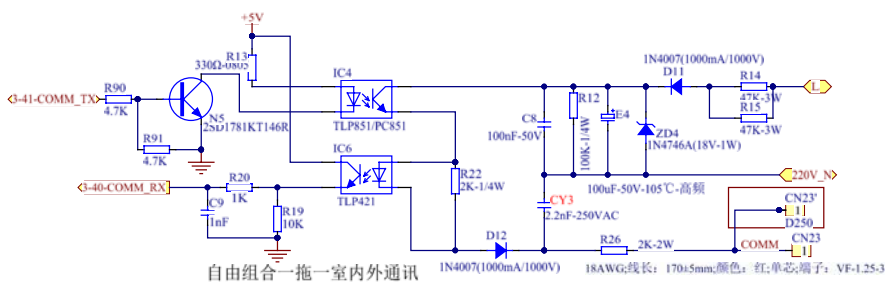 +5V
R13
330Ω-0805
IC4
1N4007(1000mA/1000V)
D11
R14
47K-3W
L
3-41-COMM_TX
R90
4.7K
N5
2SD1781KT146R
TLP851/PC851
C8
100nF-50V
R12
100K-1/4W
E4
R15
47K-3W
ZD4
1N4746A(18V-1W)
R91
4.7K
IC6
220V_N
3-40-COMM_RX
R20
1K
R22
2K-1/4W
100uF-50V-105℃-高频
TLP421
CY3
2.2nF-250VAC
CN23'
1
D250
C9
1nF
R19
10K
D12
R26
2K-2W
COMM
CN23
1
自由组合一拖一室内外通讯
1N4007(1000mA/1000V)
18AWG;线长：170±5mm;颜色：红;单芯;端子：VF-1.25-3